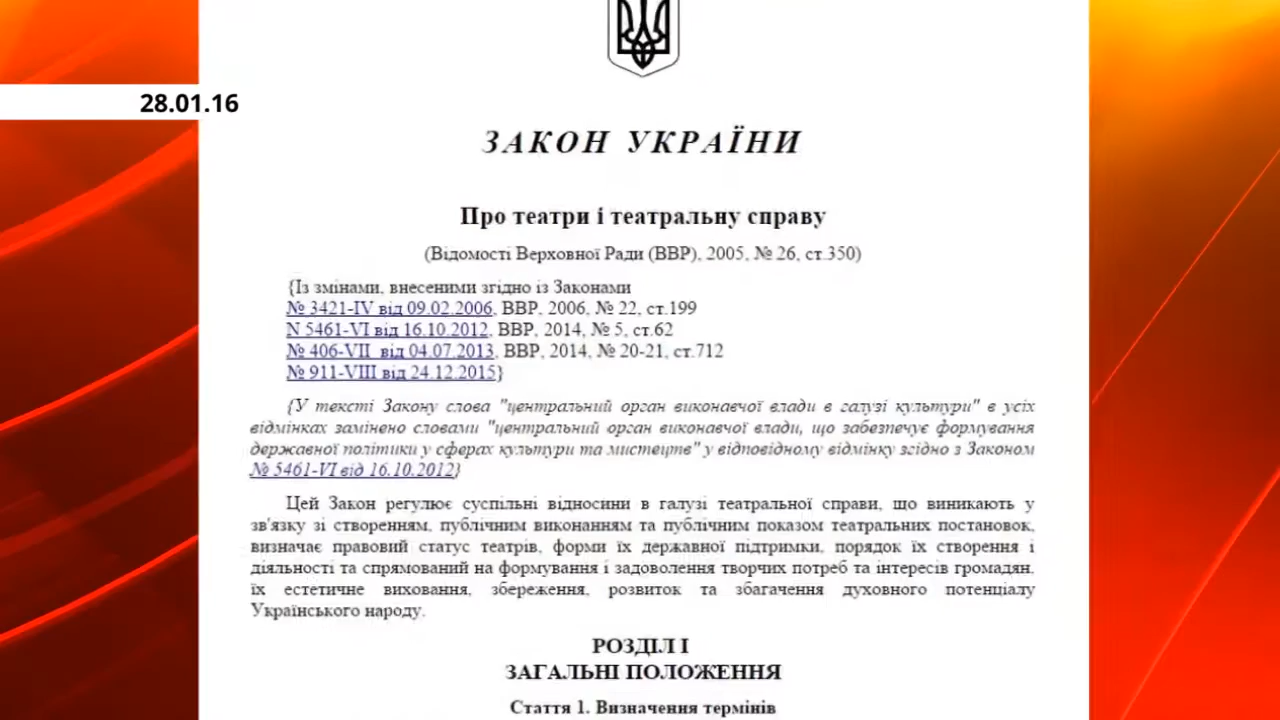 28.01.16
ЗАКОН УКРАЇНИ
Про театри і театральну справу
(Відомості Верховної Ради (ВВР), 2005, № 26, ст.350)
{Із змінами, внесеними згідно із Законами
№ 3421-IV від 09.02.2006, ВВР, 2006, № 22, ст.199
N 5461-VI від 16.10.2012, ВВР, 2014, № 5, ст.62
№ 406-VII від 04.07.2013, ВВР, 2014, № 20-21, ст.712
№ 911-VIII від 24.12.2015}
{У тексті Закону слова "центральний орган виконавчої влади в галузі культури" в усіх
відмінках замінено словами "центральний орган виконавчої влади, що забезпечує формування
державної політики у сферах культури та мистецтв" у відповідному відмінку згідно з Законом
№ 5461-VI від 16.10.2012}
Цей Закон регулює суспільні відносини в галузі театральної справи, що виникають у
зв'язку зі створенням, публічним виконанням та публічним показом театральних постановок,
визначає правовий статус театрів, форми їх державної підтримки, порядок їх створення і
діяльності та спрямований на формування і задоволення творчих потреб та інтересів громадян,
їх естетичне виховання, збереження, розвиток та збагачення духовного потенціалу
Українського народу.
РОЗДІЛ I
ЗАГАЛЬНІ ПОЛОЖЕННЯ
Стаття 1. Визначення термінів